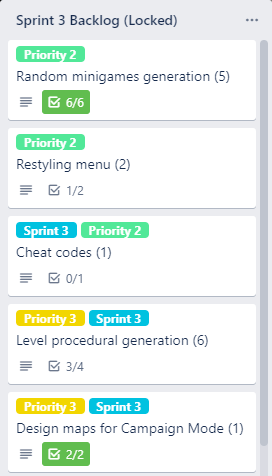 Sprint 3 Backlog (Locked)
Priority 2
Random minigames generation (5)
6/6
Priority 2
Restyling menu (2)
1/2
Sprint 3 Priority 2
Cheat codes (1)
0/1
Priority 3 Sprint 3
Level procedural generation (6)
3/4
Priority 3 Sprint 3
Design maps for Campaign Mode (1)
2/2